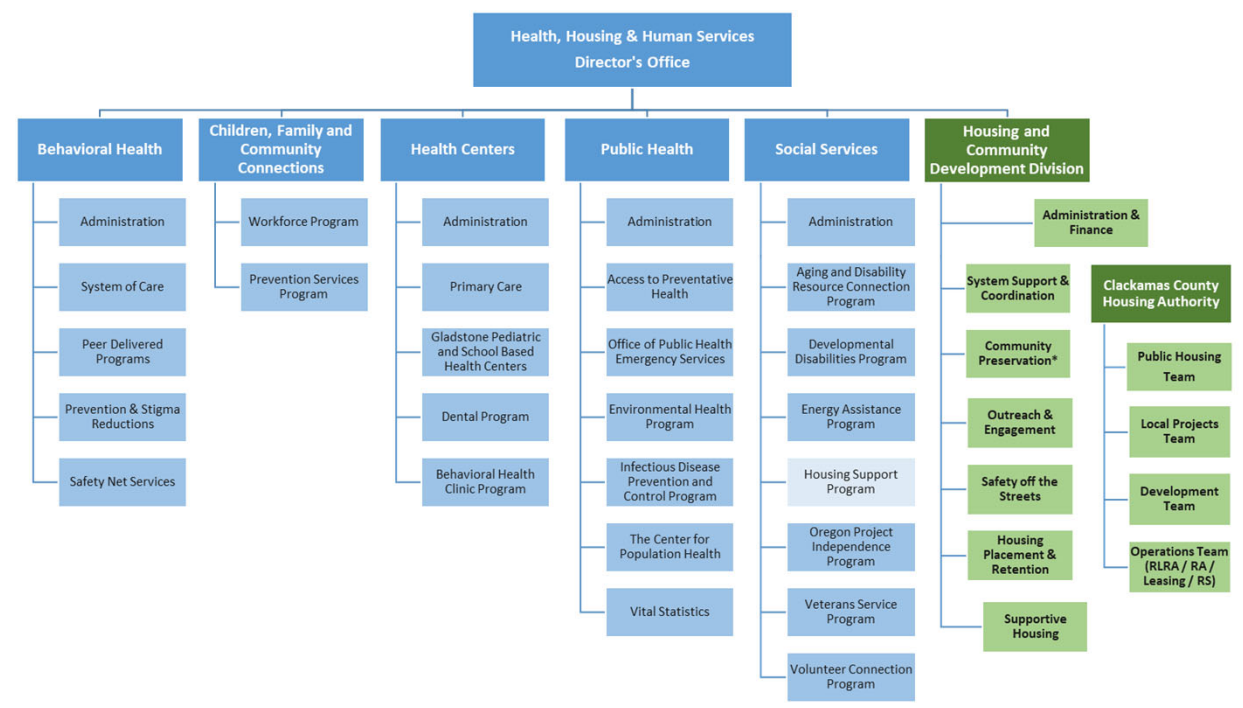 Health, Housing & Human Services
Director's Office
Behavioral Health
Administration
System of Care
Peer Delivered
Programs
Prevention & Stigma
Reductions
Safety Net Services
Children, Family and
Community
Connections
Workforce Program
Prevention Services
Program
Health Centers
Administration
Primary Care
Gladstone Pediatric
and School Based
Health Centers
Dental Program
Behavioral Health
Clinic Program
Public Health
Administration
Access to Preventative
Health
Office of Public Health
Emergency Services
Environmental Health
Program
Infectious Disease
Prevention and
Control Program
The Center for
Population Health
Vital Statistics
Social Services
Administration
Aging and Disability
Resource Connection
Program
Developmental
Disabilities Program
Energy Assistance
Program
Housing Support
Program
Oregon Project
Independence
Program
Veterans Service
Program
Volunteer Connection
Program
Housing and
Community
Development Division
Administration &
Finance
System Support &
Coordination
Community
Preservation*
Outreach &
Engagement
Safety off the
Streets
Housing
Placement &
Retention
Supportive
Housing
Clackamas County
Housing Authority
Public Housing
Team
Local Projects
Team
Development
Team
Operations Team
(RLRA / RA /
Leasing / RS)